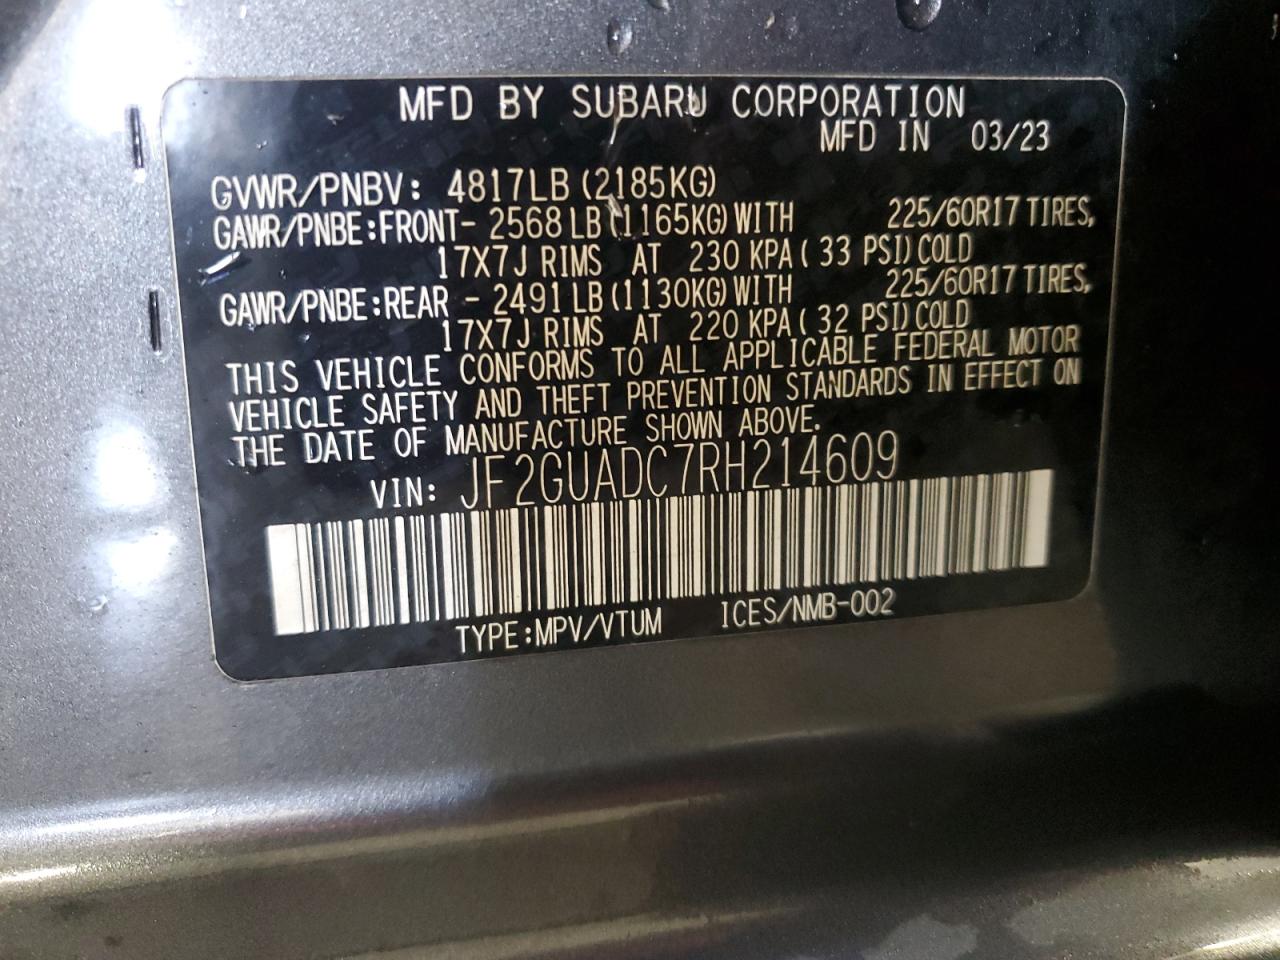 MFD BY SUBARU CORPORATION
MFD IN 03/23
GVWR/PNBV: 4817LB (2185KG)
GAWR/PNBE:FRONT- 2568 LB (1165KG) WITH 225/60R17 TIRES,
17X7J RIMS AT 230 KPA ( 33 PSI) COLD
GAWR/PNBE:REAR - 2491 LB (1130KG) WITH 225/60R17 TIRES,
17X7J RIMS AT 220 KPA ( 32 PSI) COLD
THIS VEHICLE CONFORMS TO ALL APPLICABLE FEDERAL MOTOR
VEHICLE SAFETY AND THEFT PREVENTION STANDARDS IN EFFECT ON
THE DATE OF MANUFACTURE SHOWN ABOVE.
VIN: JF2GUADC7RH214609
TYPE:MPV/VTUM ICES/NMB-002